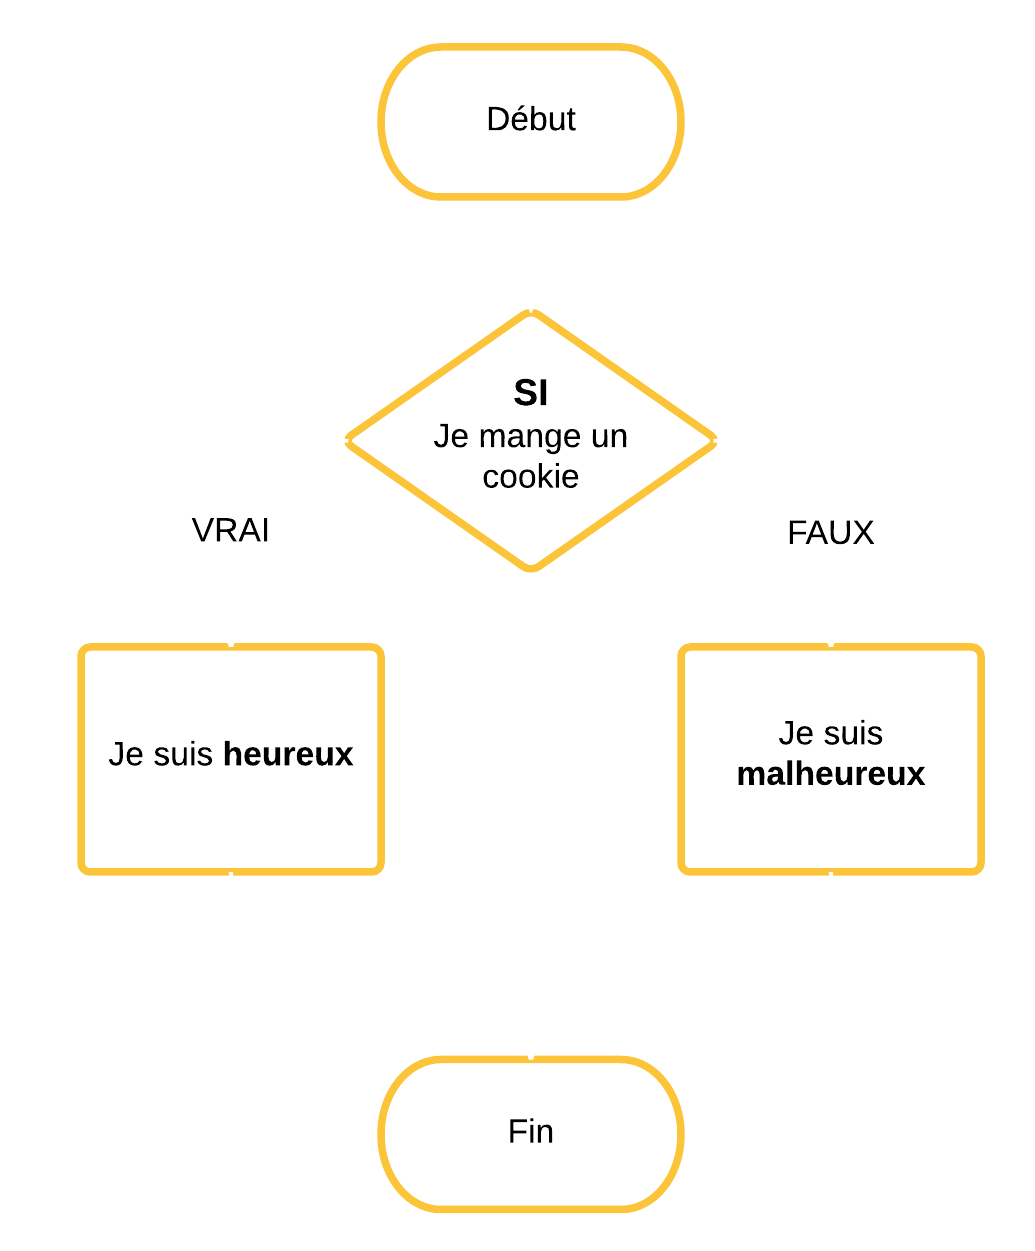 Début
SI
Je mange un
cookie
VRAI
FAUX
Je suis heureux
Je suis
malheureux
Fin